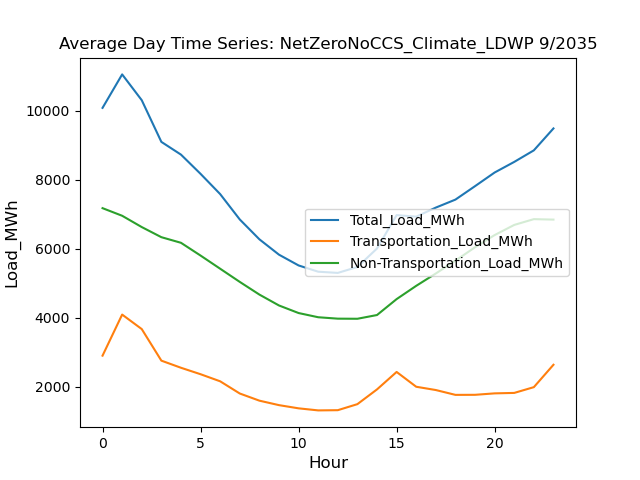 Average Day Time Series: NetZeroNoCCS_Climate_LDWP 9/2035
Load_MWh
10000
8000
6000
4000
2000
Total_Load_MWh
Transportation_Load_MWh
Non-Transportation_Load_MWh
0 5 10 15 20
Hour